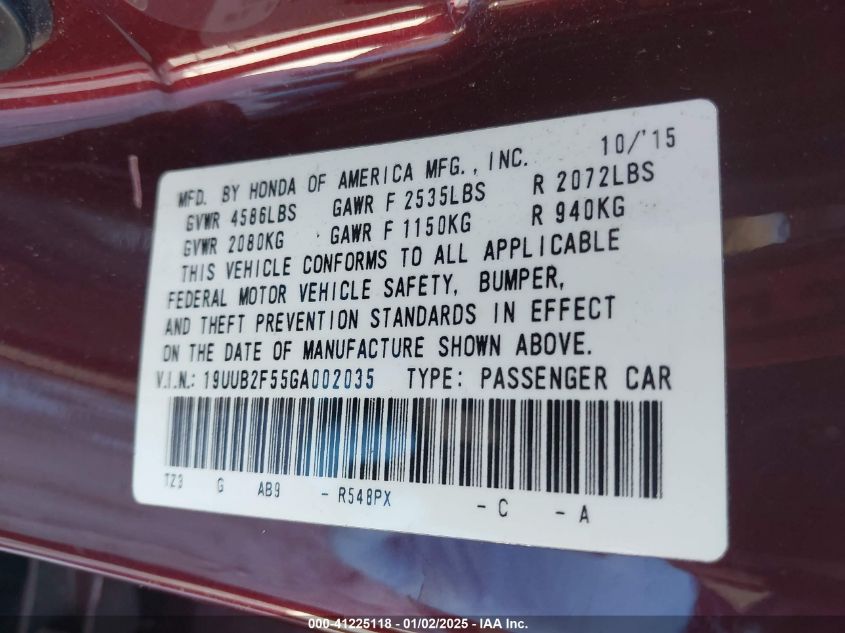 MFD. BY HONDA OF AMERICA MFG., INC. 10/'15
GVWR 4586LBS GAWR F 2535LBS R 2072LBS
GVWR 2080KG GAWR F 1150KG R 940KG
THIS VEHICLE CONFORMS TO ALL APPLICABLE
FEDERAL MOTOR VEHICLE SAFETY, BUMPER,
AND THEFT PREVENTION STANDARDS IN EFFECT
ON THE DATE OF MANUFACTURE SHOWN ABOVE.
V.I.N.: 19UUB2F55GA002035 TYPE: PASSENGER CAR
TZ3 G AB9 - R548PX - C - A
000-41225118 - 01/02/2025 - IAA Inc.